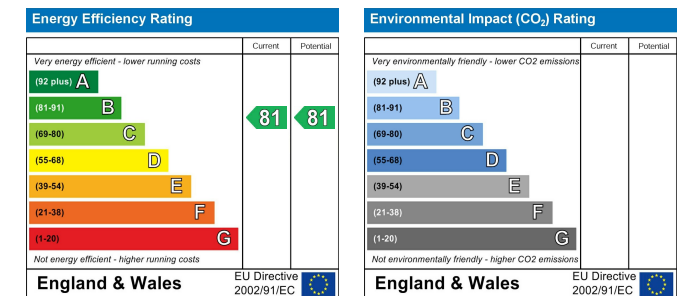 Energy Efficiency Rating
Current Potential
Very energy efficient - lower running costs
(92 plus) A
(81-91) B
81 81
(69-80) C
(55-68) D
(39-54) E
(21-38) F
(1-20) G
Not energy efficient - higher running costs
England & Wales
EU Directive
2002/91/EC
Environmental Impact (CO2) Rating
Current Potential
Very environmentally friendly - lower CO2 emissions
(92 plus) A
(81-91) B
(69-80) C
(55-68) D
(39-54) E
(21-38) F
(1-20) G
Not environmentally friendly - higher CO2 emissions
England & Wales
EU Directive
2002/91/EC